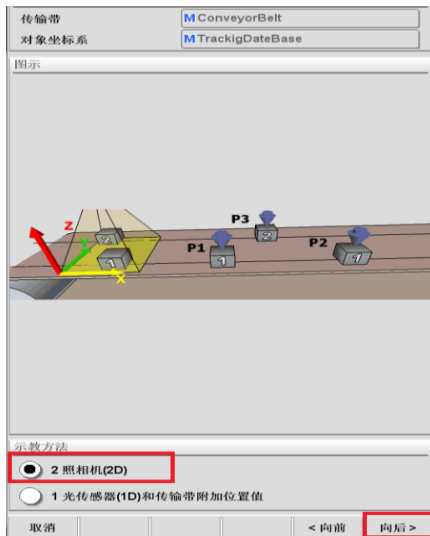 传输带 M ConveyorBelt
对象坐标系 M TrackigDateBase
图示
P3
Z
Y
2
2
P1
P2
1
1
1
X
示教方法
2 照相机(2D)
1 光传感器(1D)和传输带附加位置值
取消 < 向前 向后 >